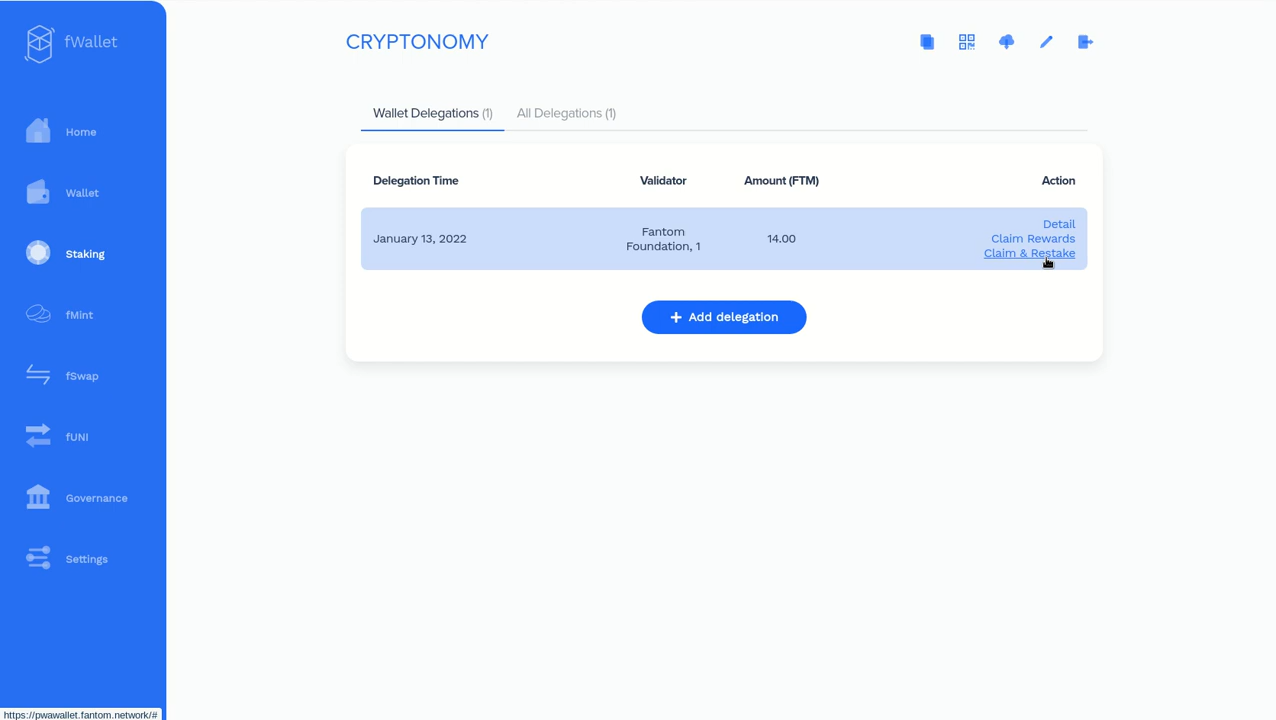 fWallet
Home
Wallet
Staking
fMint
fSwap
fUNI
Governance
Settings
CRYPTONOMY
Wallet Delegations (1)
All Delegations (1)
Delegation Time
Validator
Amount (FTM)
Action
January 13, 2022
Fantom
Foundation, 1
14.00
Detail
Claim Rewards
Claim & Restake
+ Add delegation
https://pwawallet.fantom.network/#